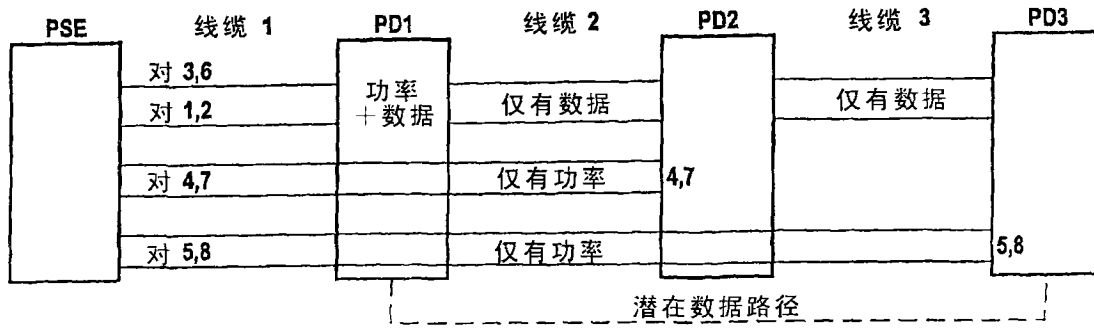 PSE 线缆 1 PD1 线缆 2 PD2 线缆 3 PD3
对 3,6
对 1,2
功率
＋数据
仅有数据
仅有数据
对 4,7
仅有功率
4,7
对 5,8
仅有功率
5,8
潜在数据路径